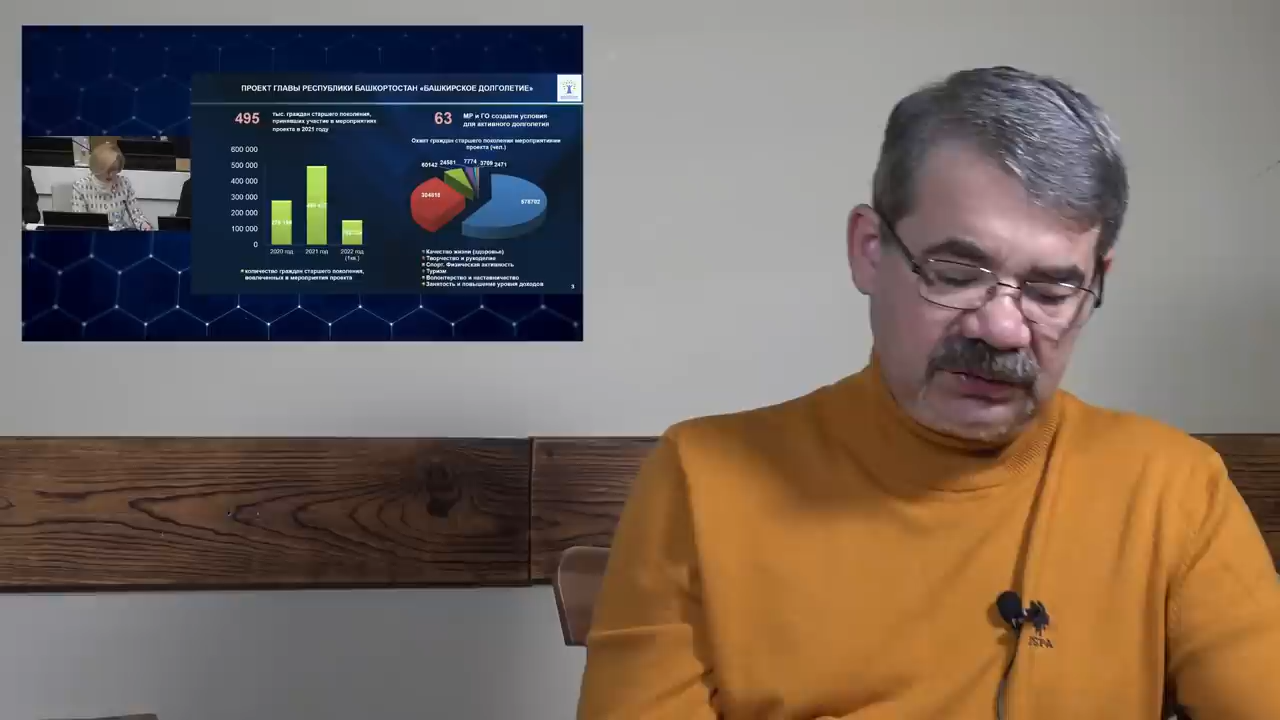 ПРОЕКТ ГЛАВЫ РЕСПУБЛИКИ БАШКОРТОСТАН «БАШКИРСКОЕ ДОЛГОЛЕТИЕ»
495
тыс. граждан старшего поколения,
принявших участие в мероприятиях
проекта в 2021 году
63
МР и ГО создали условия
для активного долголетия
600 000
500 000
400 000
300 000
200 000
100 000
0
2020 год
2021 год
2022 год
(1кв.)
количество граждан старшего поколения,
вовлеченных в мероприятия проекта
Охват граждан старшего поколения мероприятиями
проекта (чел.)
60142
24581
7774
3709
2471
304818
678792
Качество жизни (здоровье)
Творчество и рукоделие
Спорт. Физическая активность
Туризм
Волонтерство и наставничество
Занятость и повышение уровня доходов
3